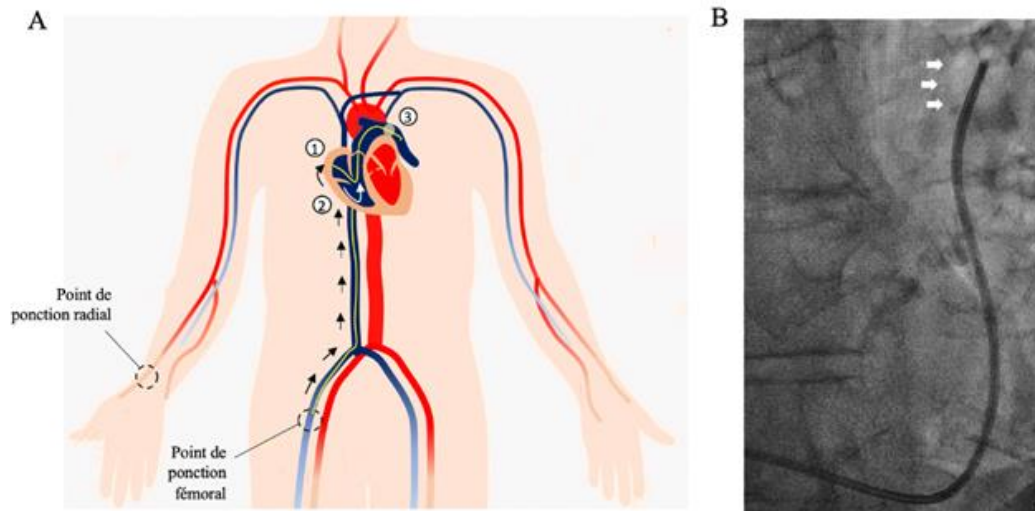 A
B
①
③
②
Point de
ponction radial
Point de
ponction
fémoral